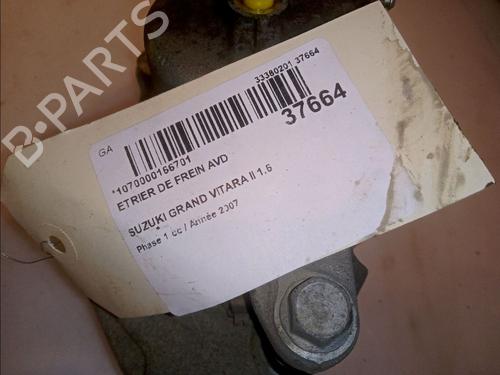 B-PARTS
GA
33380201 37664
37664
*1070000166701
ETRIER DE FREIN AVD
SUZUKI GRAND VITARA II 1.6
Phase 1 cc / Année 2007